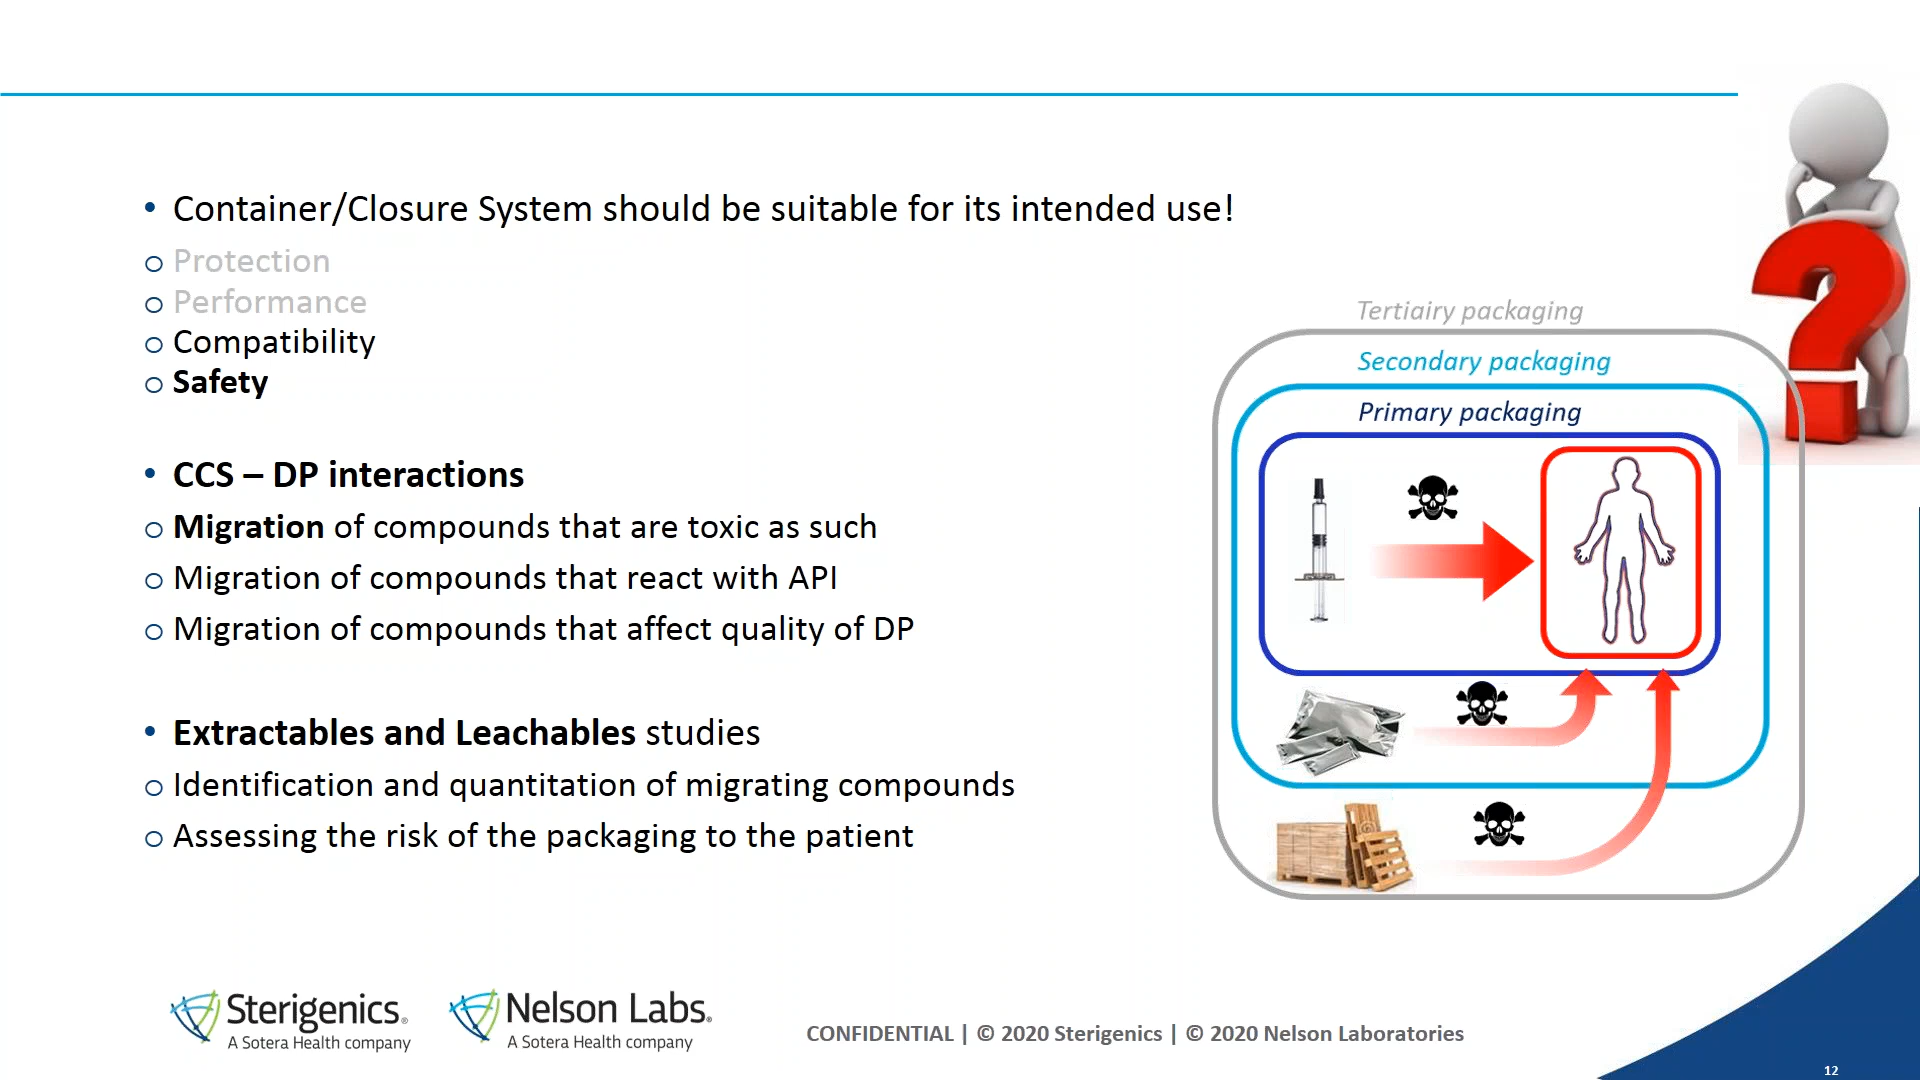 Container/Closure System should be suitable for its intended use!
Protection
Performance
Compatibility
Safety
CCS – DP interactions
Migration of compounds that are toxic as such
Migration of compounds that react with API
Migration of compounds that affect quality of DP
Extractables and Leachables studies
Identification and quantitation of migrating compounds
Assessing the risk of the packaging to the patient
Tertiairy packaging
Secondary packaging
Primary packaging
Sterigenics®
A Sotera Health company
Nelson Labs®
A Sotera Health company
CONFIDENTIAL | © 2020 Sterigenics | © 2020 Nelson Laboratories
12